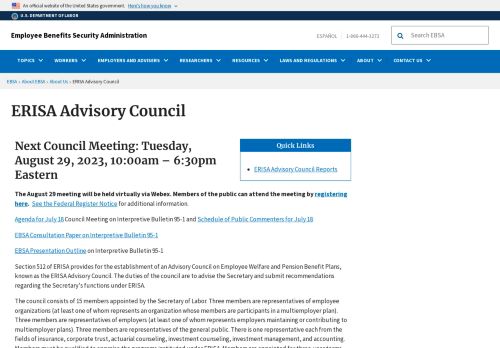 An official website of the United States government. Here's how you know
U.S. DEPARTMENT OF LABOR
Employee Benefits Security Administration
ESPAÑOL | 1-866-444-3272
Search EBSA
TOPICS WORKERS EMPLOYERS AND ADVISERS RESEARCHERS RESOURCES LAWS AND REGULATIONS ABOUT CONTACT US
EBSA › About EBSA › About Us › ERISA Advisory Council
ERISA Advisory Council
Next Council Meeting: Tuesday,
August 29, 2023, 10:00am – 6:30pm
Eastern
Quick Links
ERISA Advisory Council Reports
The August 29 meeting will be held virtually via Webex. Members of the public can attend the meeting by registering
here. See the Federal Register Notice for additional information.
Agenda for July 18 Council Meeting on Interpretive Bulletin 95-1 and Schedule of Public Commenters for July 18
EBSA Consultation Paper on Interpretive Bulletin 95-1
EBSA Presentation Outline on Interpretive Bulletin 95-1
Section 512 of ERISA provides for the establishment of an Advisory Council on Employee Welfare and Pension Benefit Plans,
known as the ERISA Advisory Council. The duties of the council are to advise the Secretary and submit recommendations
regarding the Secretary's functions under ERISA.
The council consists of 15 members appointed by the Secretary of Labor. Three members are representatives of employee
organizations (at least one of whom represents an organization whose members are participants in a multiemployer plan).
Three members are representatives of employers (at least one of whom represents employers maintaining or contributing to
multiemployer plans). Three members are representatives of the general public. There is one representative each from the
fields of insurance, corporate trust, actuarial counseling, investment counseling, investment management, and accounting.